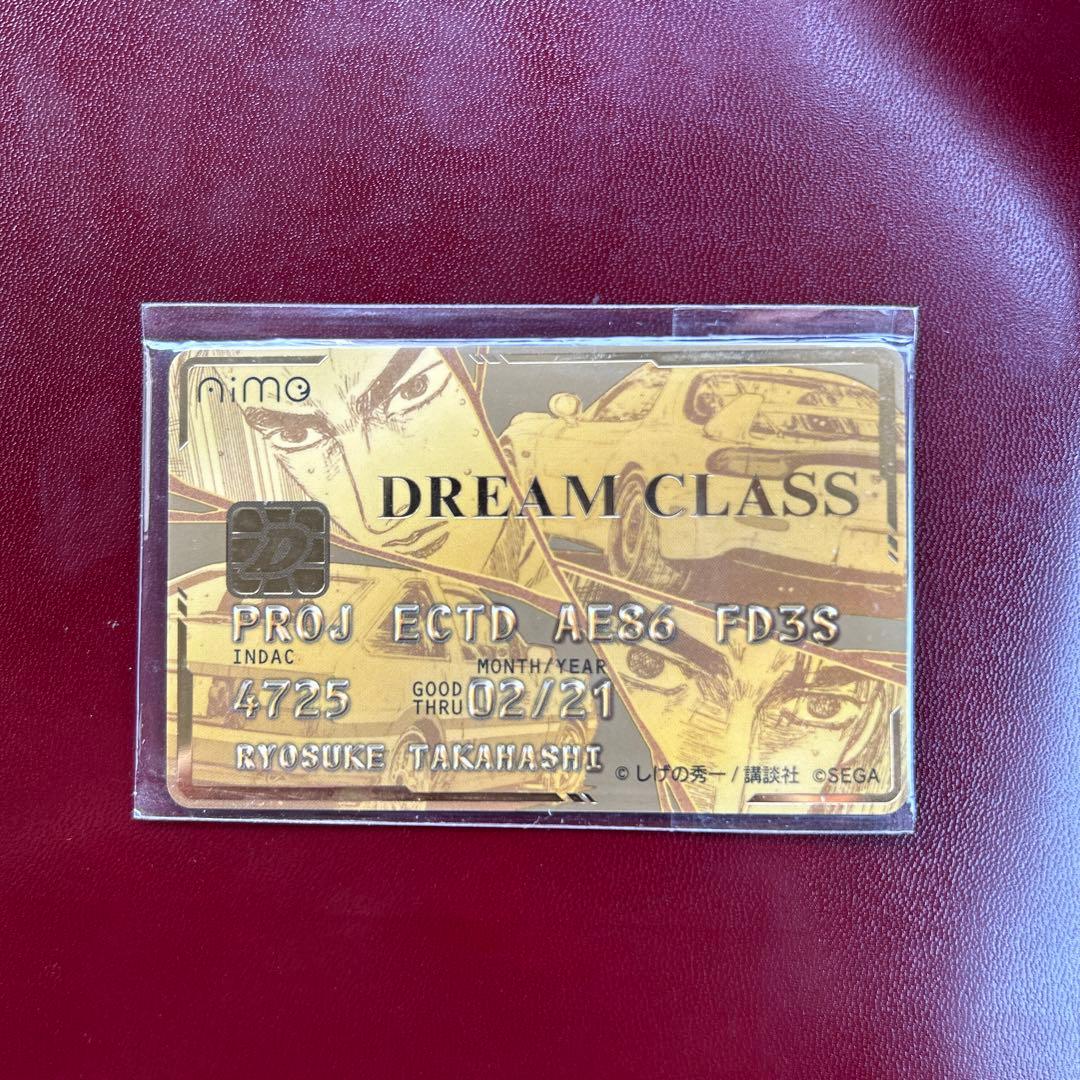 nimo
DREAM CLASS
PROJ ECTD AE86 FD3S
INDAC
MONTH/YEAR
4725
GOOD THRU
02/21
RYOSUKE TAKAHASHI
© しげの秀一 / 講談社 ©SEGA